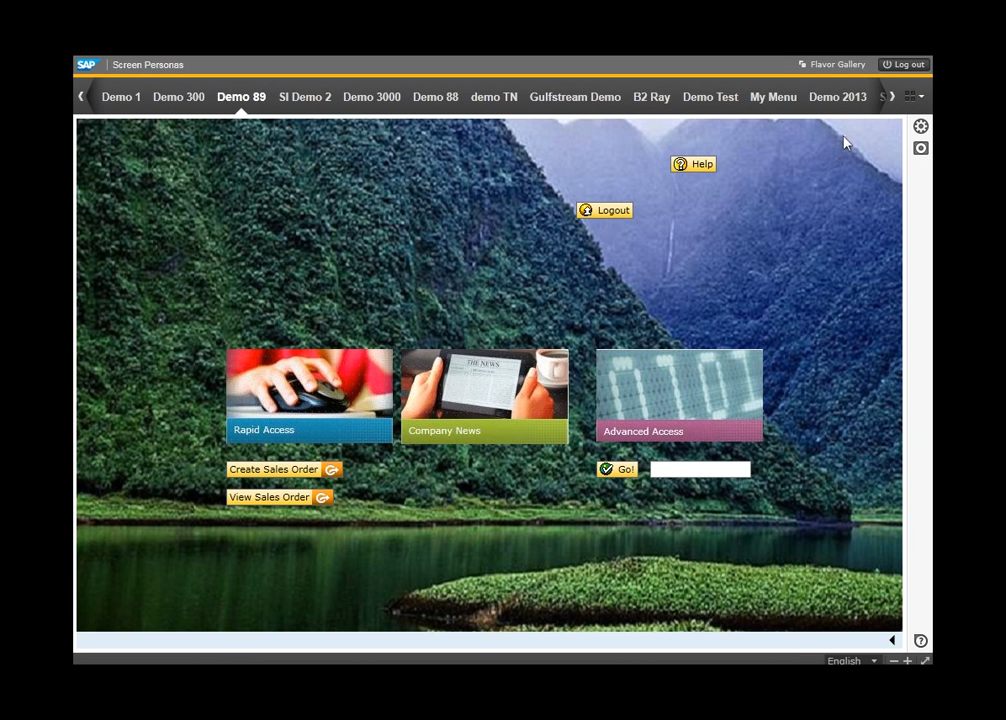 SAP Screen Personas Flavor Gallery Log out
Demo 1 Demo 300 Demo 89 SI Demo 2 Demo 3000 Demo 88 demo TN Gulfstream Demo B2 Ray Demo Test My Menu Demo 2013
Help
Logout
THE NEWS
Rapid Access Company News Advanced Access
Create Sales Order Go!
View Sales Order
English